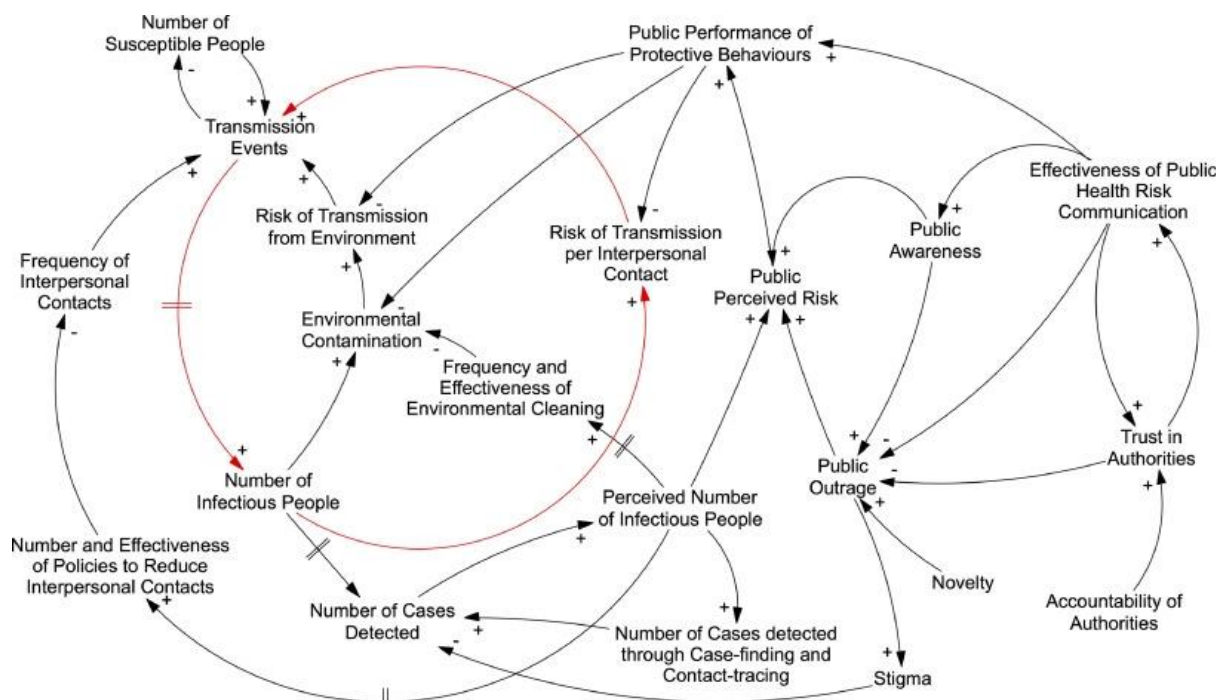 Number of
Susceptible People
Public Performance of
Protective Behaviours
-
+
+
+
+
Transmission
Events
+
+
Effectiveness of Public
Health Risk
Communication
Risk of Transmission
from Environment
-
-
Risk of Transmission
per Interpersonal
Contact
+
Public
Awareness
+
+
Frequency of
Interpersonal
Contacts
+
+
Public
Perceived Risk
-
Environmental
Contamination
-
+
+
+
-
Frequency and
Effectiveness of
Environmental Cleaning
+
+
+
+
+
-
Trust in
Authorities
Number of
Infectious People
Public
Outrage
-
+
+
Perceived Number
of Infectious People
Number and Effectiveness
of Policies to Reduce
Interpersonal Contacts
+
+
Novelty
Accountability of
Authorities
+
Number of Cases
Detected
+
-
Number of Cases detected
through Case-finding and
Contact-tracing
+
Stigma